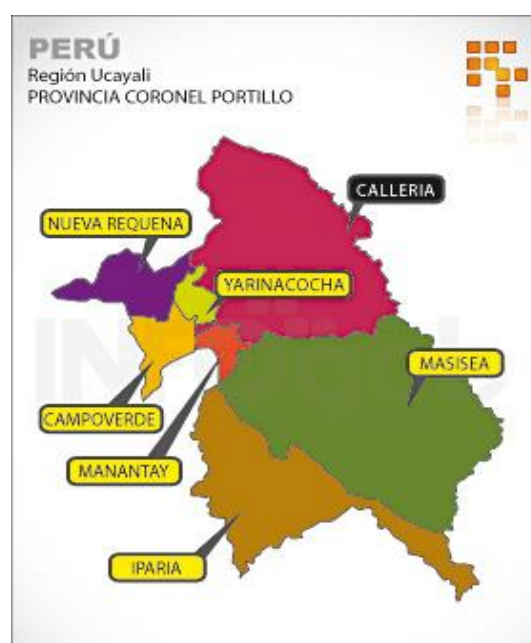 PERÚ
Región Ucayali
PROVINCIA CORONEL PORTILLO
CALLERIA
NUEVA REQUENA
YARINACOCHA
MASISEA
CAMPOVERDE
MANANTAY
IPARIA